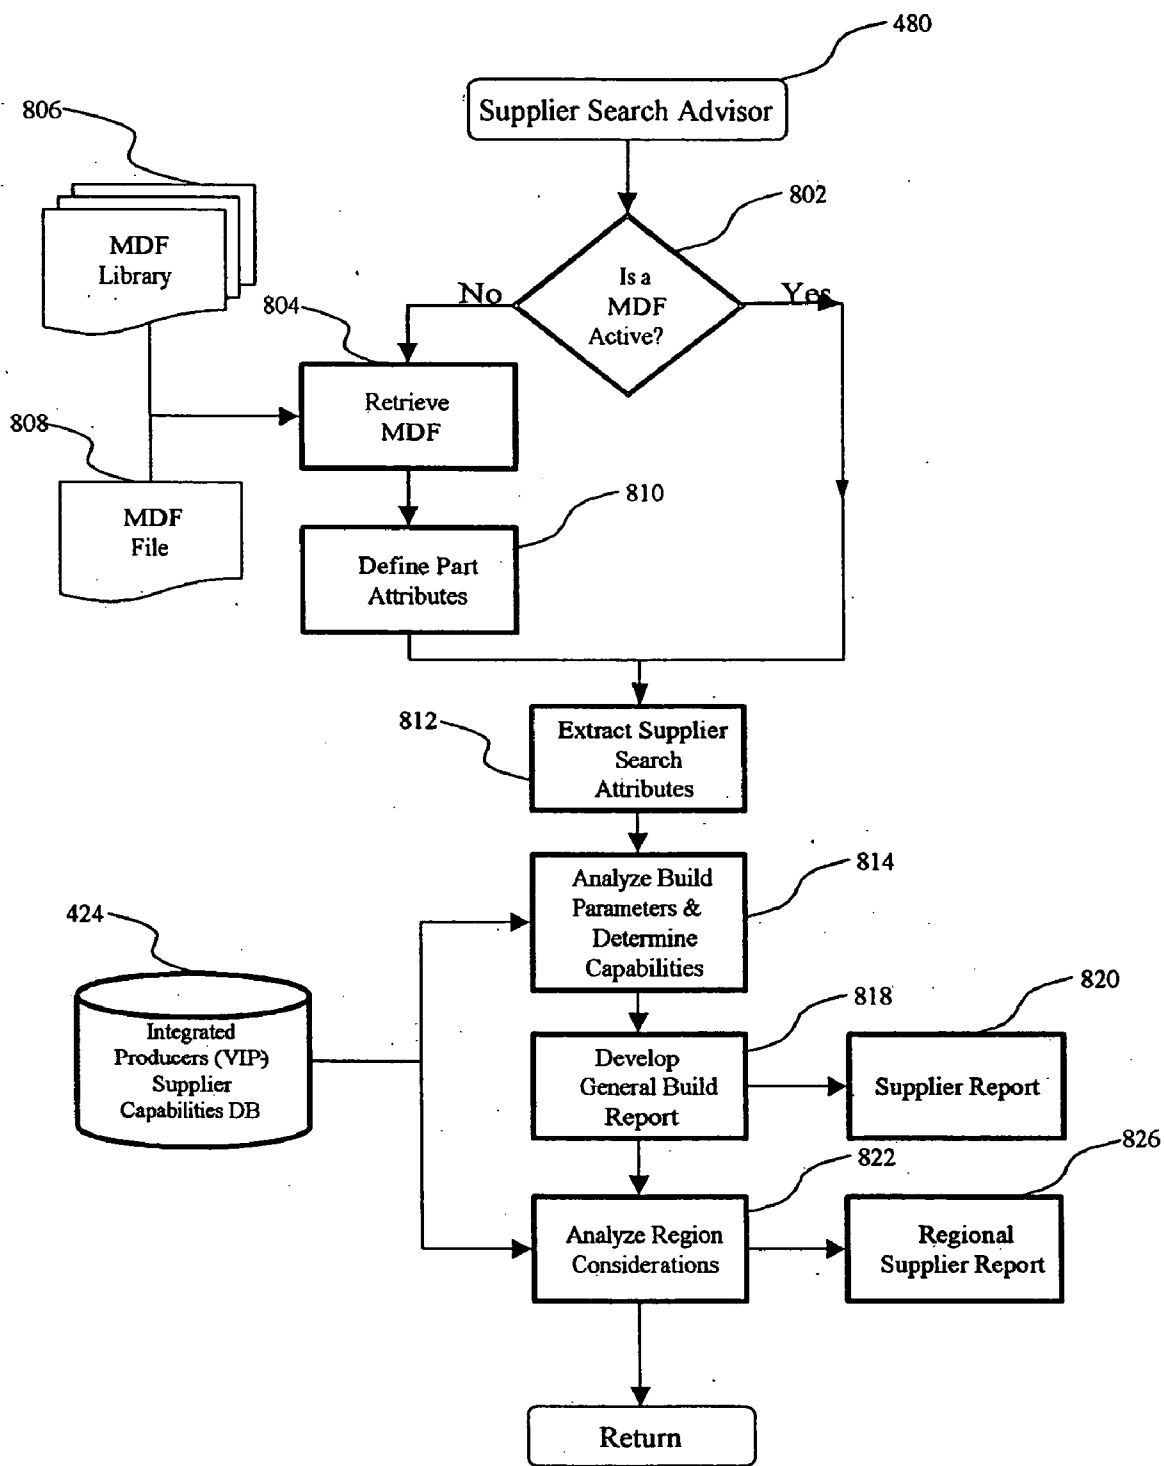 480
Supplier Search Advisor
806
802
MDF
Library
Is a
MDF
Active?
No
Yes
804
Retrieve
MDF
808
MDF
File
810
Define Part
Attributes
812
Extract Supplier
Search
Attributes
814
Analyze Build
Parameters &
Determine
Capabilities
424
Integrated
Producers (VIP)
Supplier
Capabilities DB
818
820
Develop
General Build
Report
Supplier Report
822
826
Analyze Region
Considerations
Regional
Supplier Report
Return